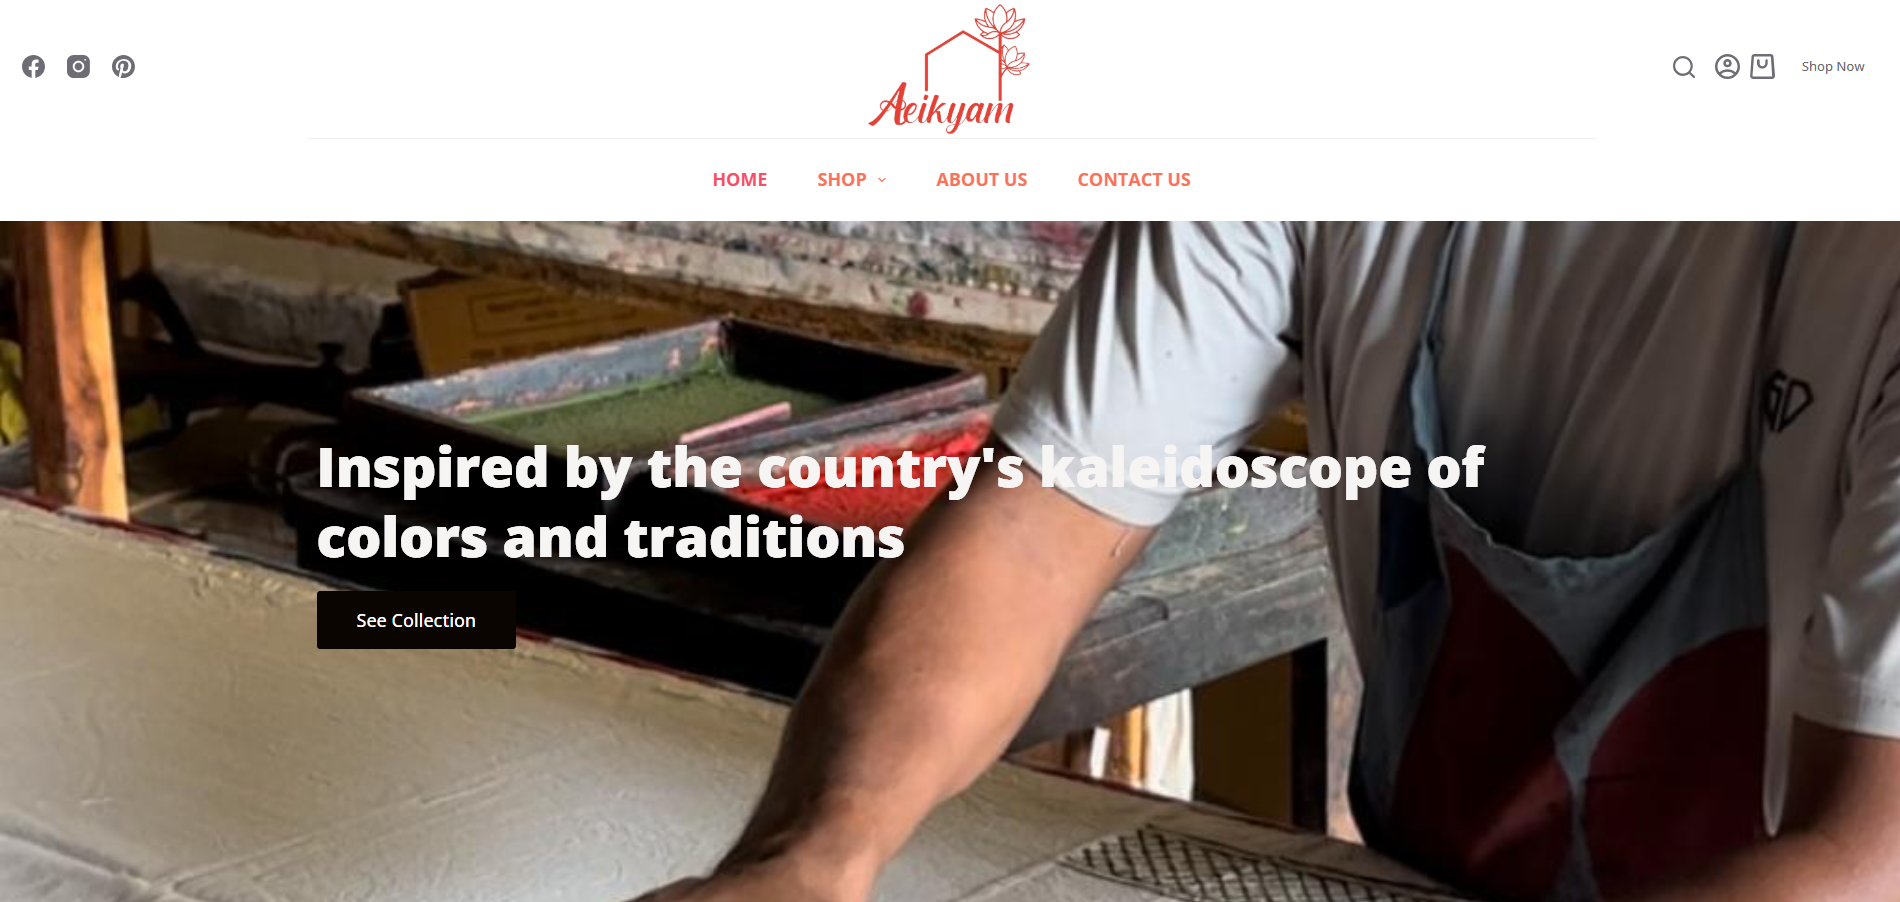 Aeikyam
Shop Now
HOME
SHOP
ABOUT US
CONTACT US
Inspired by the country's kaleidoscope of
colors and traditions
See Collection